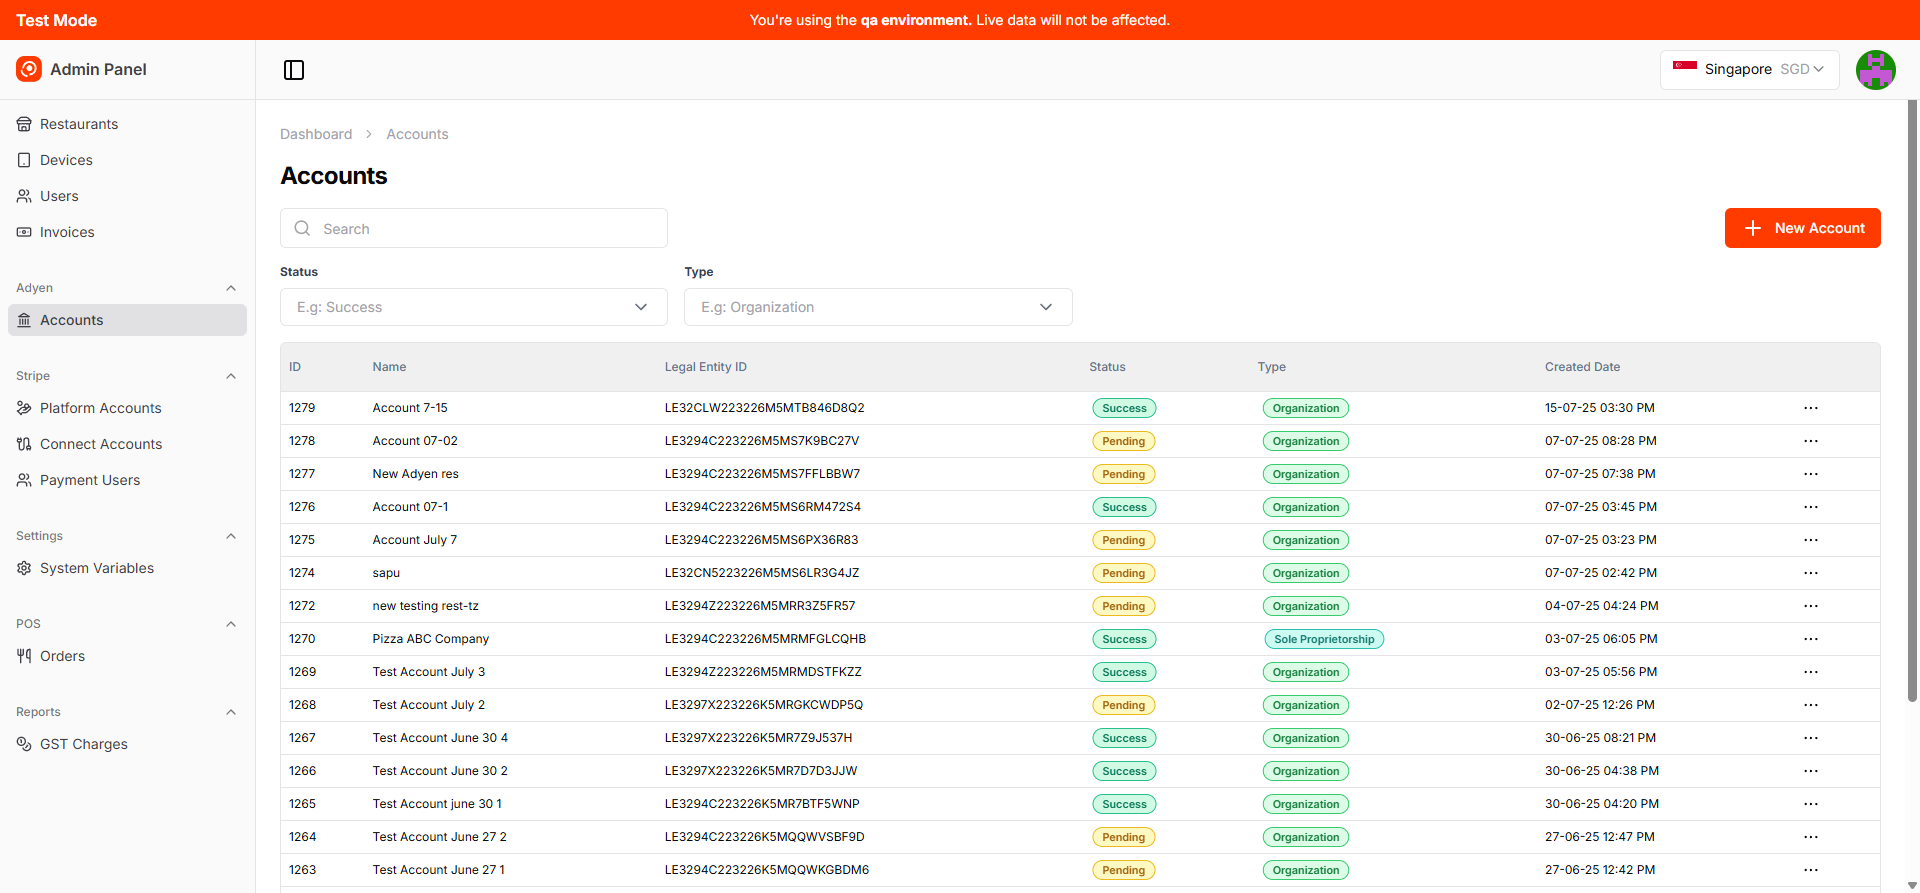 Test Mode
You're using the qa environment. Live data will not be affected.
Admin Panel
Singapore SGD
Restaurants
Devices
Users
Invoices
Adyen
Accounts
Stripe
Platform Accounts
Connect Accounts
Payment Users
Settings
System Variables
POS
Orders
Reports
GST Charges
Dashboard > Accounts
Accounts
Search
New Account
Status
Type
E.g: Success
E.g: Organization
ID Name Legal Entity ID Status Type Created Date
1279 Account 7-15 LE32CLW223226M5MTB846D8Q2 Success Organization 15-07-25 03:30 PM ...
1278 Account 07-02 LE3294C223226M5MS7K9BC27V Pending Organization 07-07-25 08:28 PM ...
1277 New Adyen res LE3294C223226M5MS7FFLBBW7 Pending Organization 07-07-25 07:38 PM ...
1276 Account 07-1 LE3294C223226M5MS6RM472S4 Success Organization 07-07-25 03:45 PM ...
1275 Account July 7 LE3294C223226M5MS6PX36R83 Pending Organization 07-07-25 03:23 PM ...
1274 sapu LE32CN5223226M5MS6LR3G4JZ Pending Organization 07-07-25 02:42 PM ...
1272 new testing rest-tz LE3294Z223226M5MRR3Z5FR57 Pending Organization 04-07-25 04:24 PM ...
1270 Pizza ABC Company LE3294C223226M5MRMFGLCQHB Success Sole Proprietorship 03-07-25 06:05 PM ...
1269 Test Account July 3 LE3294Z223226M5MRMDSTFKZZ Success Organization 03-07-25 05:56 PM ...
1268 Test Account July 2 LE3297X223226K5MRGKCWDP5Q Pending Organization 02-07-25 12:26 PM ...
1267 Test Account June 30 4 LE3297X223226K5MR7Z9J537H Success Organization 30-06-25 08:21 PM ...
1266 Test Account June 30 2 LE3297X223226K5MR7D7D3JJW Success Organization 30-06-25 04:38 PM ...
1265 Test Account june 30 1 LE3294C223226K5MR7BTF5WNP Success Organization 30-06-25 04:20 PM ...
1264 Test Account June 27 2 LE3294C223226K5MQQWVSBF9D Pending Organization 27-06-25 12:47 PM ...
1263 Test Account June 27 1 LE3294C223226K5MQQWKGBDM6 Pending Organization 27-06-25 12:42 PM ...